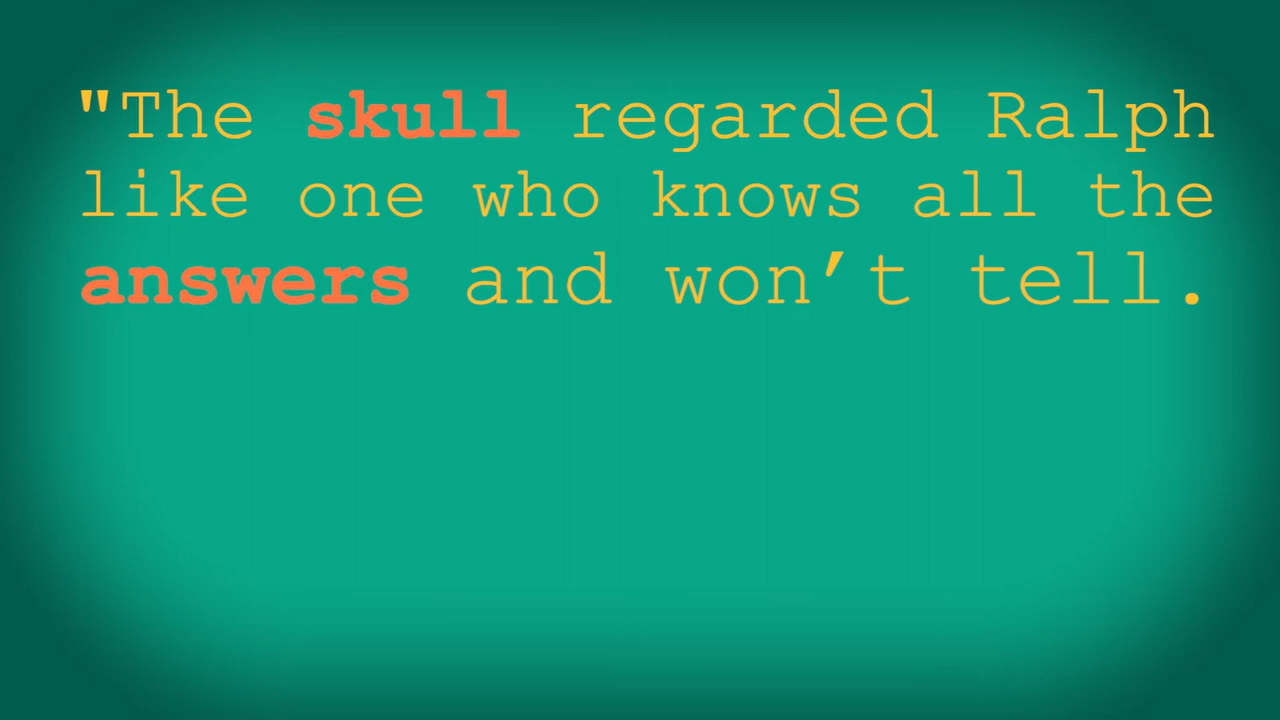 "The skull regarded Ralph
like one who knows all the
answers and won’t tell.